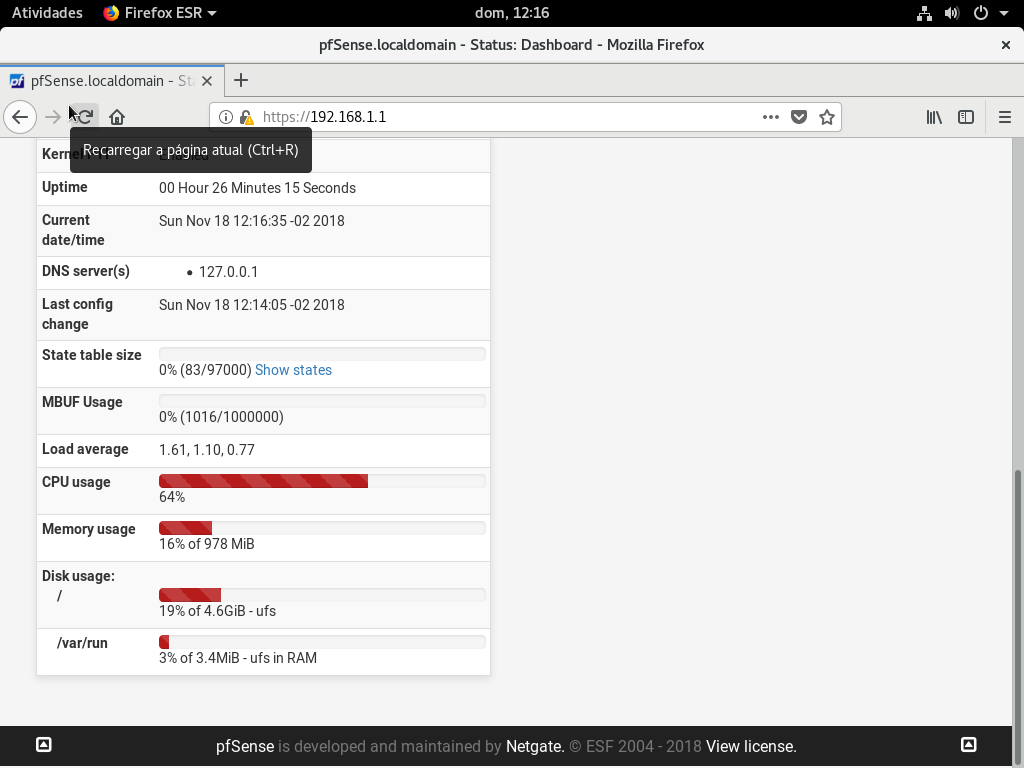 Atividades Firefox ESR dom, 12:16
pfSense.localdomain - Status: Dashboard - Mozilla Firefox
pfSense.localdomain - Sta
https://192.168.1.1
Recarregar a página atual (Ctrl+R)
Kernel
Uptime 00 Hour 26 Minutes 15 Seconds
Current date/time Sun Nov 18 12:16:35 -02 2018
DNS server(s) • 127.0.0.1
Last config change Sun Nov 18 12:14:05 -02 2018
State table size 0% (83/97000) Show states
MBUF Usage 0% (1016/1000000)
Load average 1.61, 1.10, 0.77
CPU usage 64%
Memory usage 16% of 978 MiB
Disk usage:
/ 19% of 4.6GiB - ufs
/var/run 3% of 3.4MiB - ufs in RAM
pfSense is developed and maintained by Netgate. © ESF 2004 - 2018 View license.